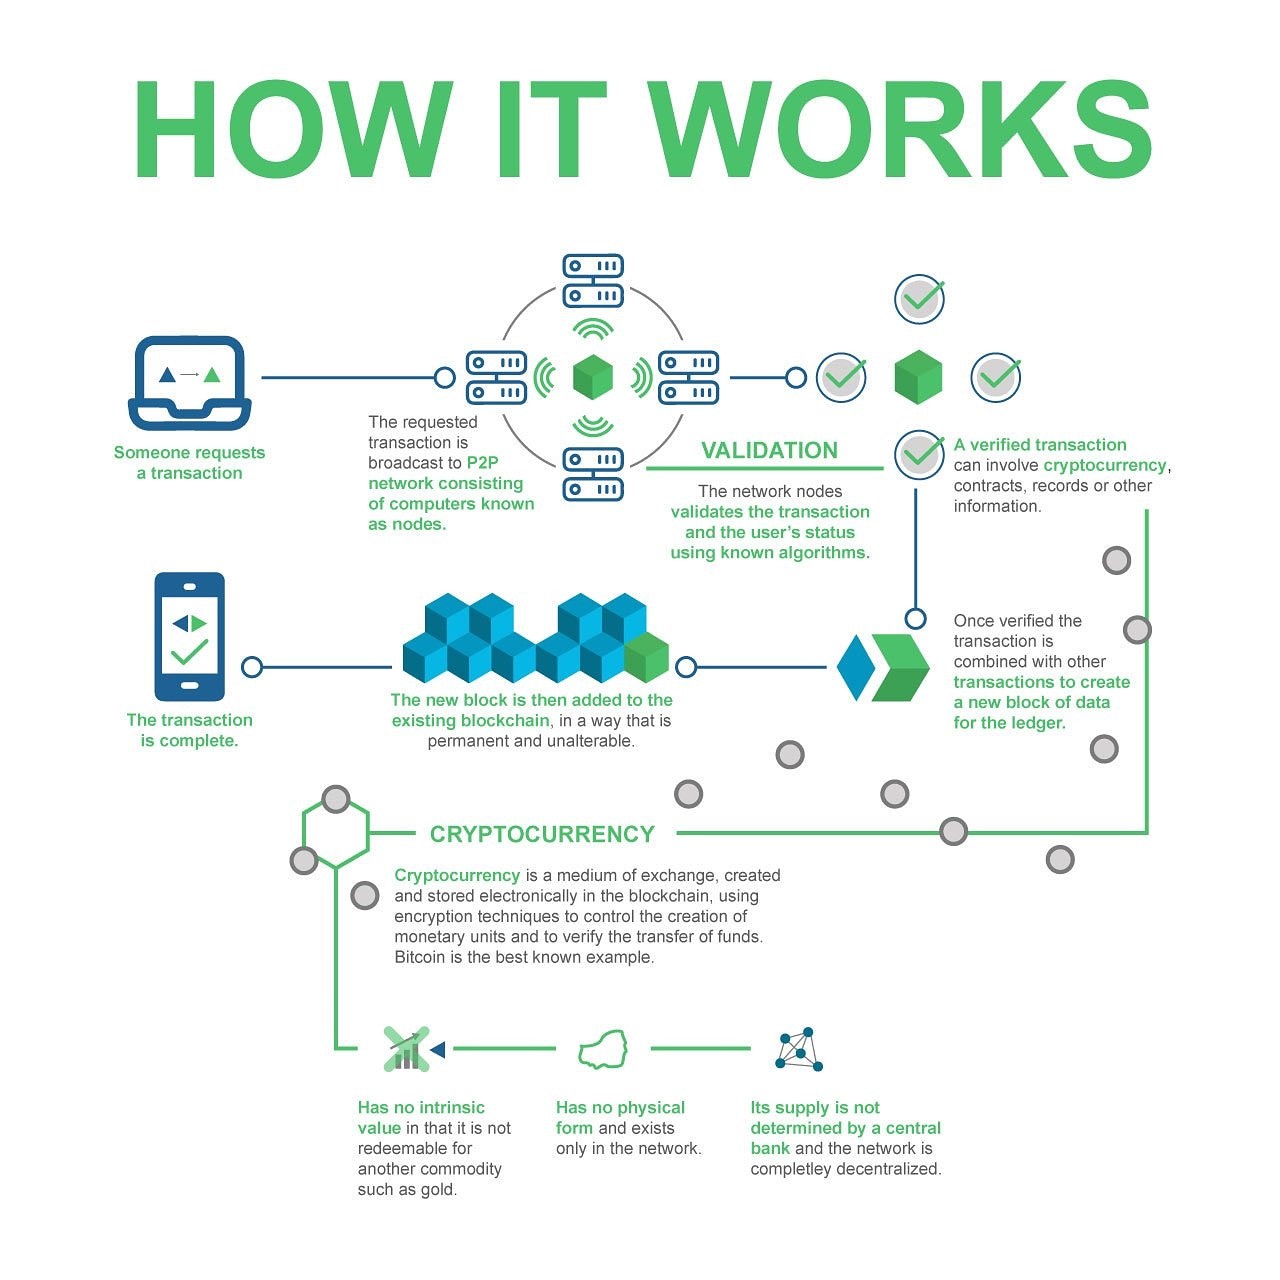 HOW IT WORKS
Someone requests
a transaction
The requested
transaction is
broadcast to P2P
network consisting
of computers known
as nodes.
VALIDATION
The network nodes
validates the transaction
and the user's status
using known algorithms.
A verified transaction
can involve cryptocurrency,
contracts, records or other
information.
Once verified the
transaction is
combined with other
transactions to create
a new block of data
for the ledger.
The new block is then added to the
existing blockchain, in a way that is
permanent and unalterable.
The transaction
is complete.
CRYPTOCURRENCY
Cryptocurrency is a medium of exchange, created
and stored electronically in the blockchain, using
encryption techniques to control the creation of
monetary units and to verify the transfer of funds.
Bitcoin is the best known example.
Has no intrinsic
value in that it is not
redeemable for
another commodity
such as gold.
Has no physical
form and exists
only in the network.
Its supply is not
determined by a central
bank and the network is
completley decentralized.